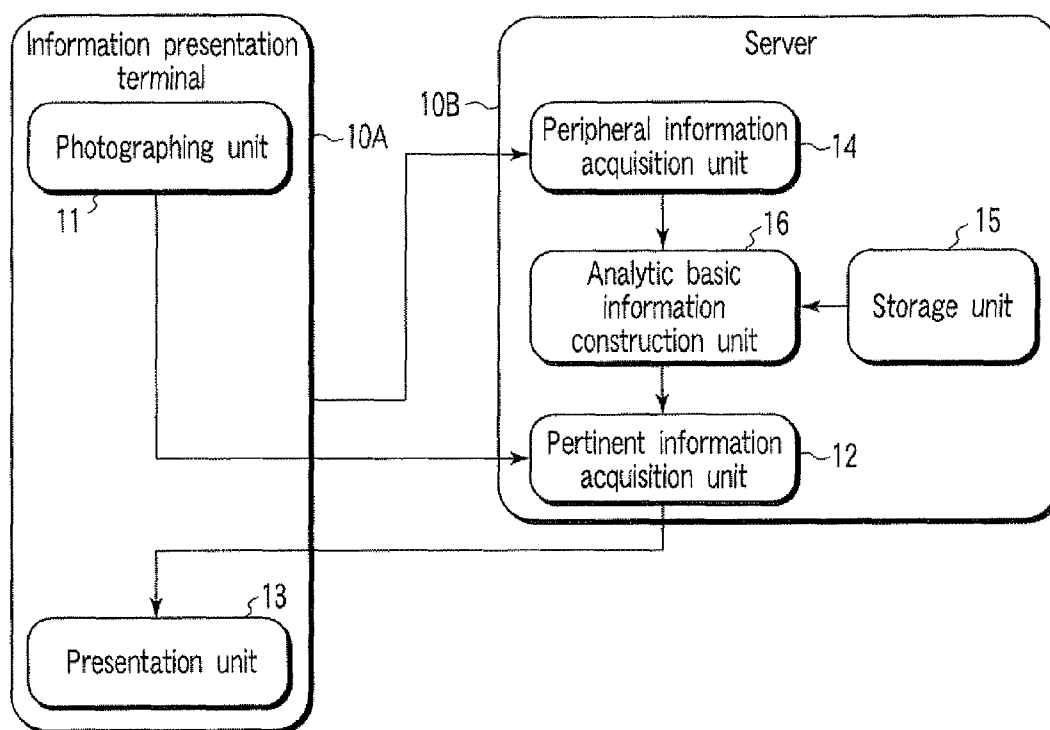 Information presentation
terminal
Photographing unit
11
10A
Presentation unit
13
Server
10B
Peripheral information
acquisition unit
14
16
Analytic basic
information
construction unit
15
Storage unit
Pertinent information
acquisition unit
12